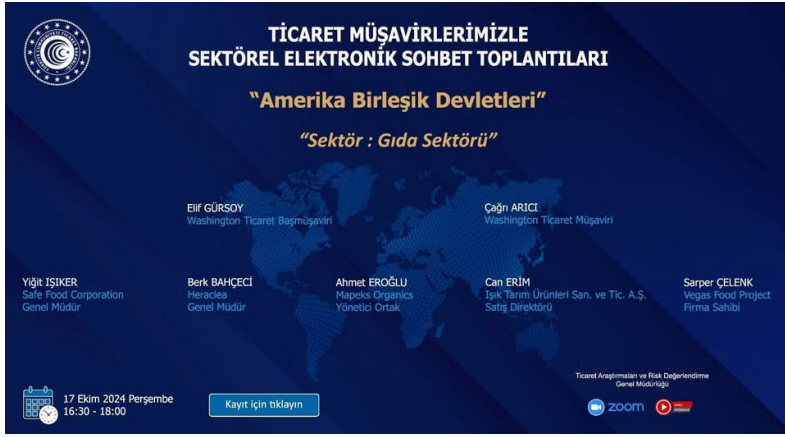 TİCARET MÜŞAVİRLERİMİZLE
SEKTÖREL ELEKTRONİK SOHBET TOPLANTILARI
“Amerika Birleşik Devletleri”
“Sektör : Gıda Sektörü”
Elif GÜRSOY
Washington Ticaret Başmüşaviri
Çağrı ARICI
Washington Ticaret Müşaviri
Yiğit IŞIKER
Safe Food Corporation
Genel Müdür
Berk BAHÇECİ
Heraclea
Genel Müdür
Ahmet EROĞLU
Mapeks Organics
Yönetici Ortak
Can ERİM
Işık Tarım Ürünleri San. ve Tic. A.Ş.
Satış Direktörü
Sarper ÇELENK
Vegas Food Project
Firma Sahibi
17 Ekim 2024 Perşembe
16:30 - 18:00
Kayıt için tıklayın
Ticaret Araştırmaları ve Risk Değerlendirme
Genel Müdürlüğü
zoom